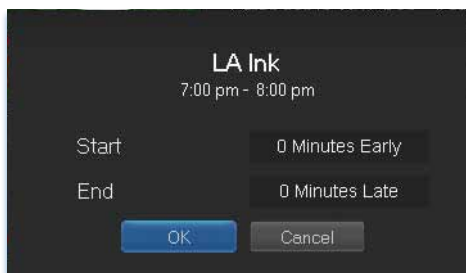 LA Ink
7:00 pm - 8:00 pm
Start 0 Minutes Early
End 0 Minutes Late
OK Cancel